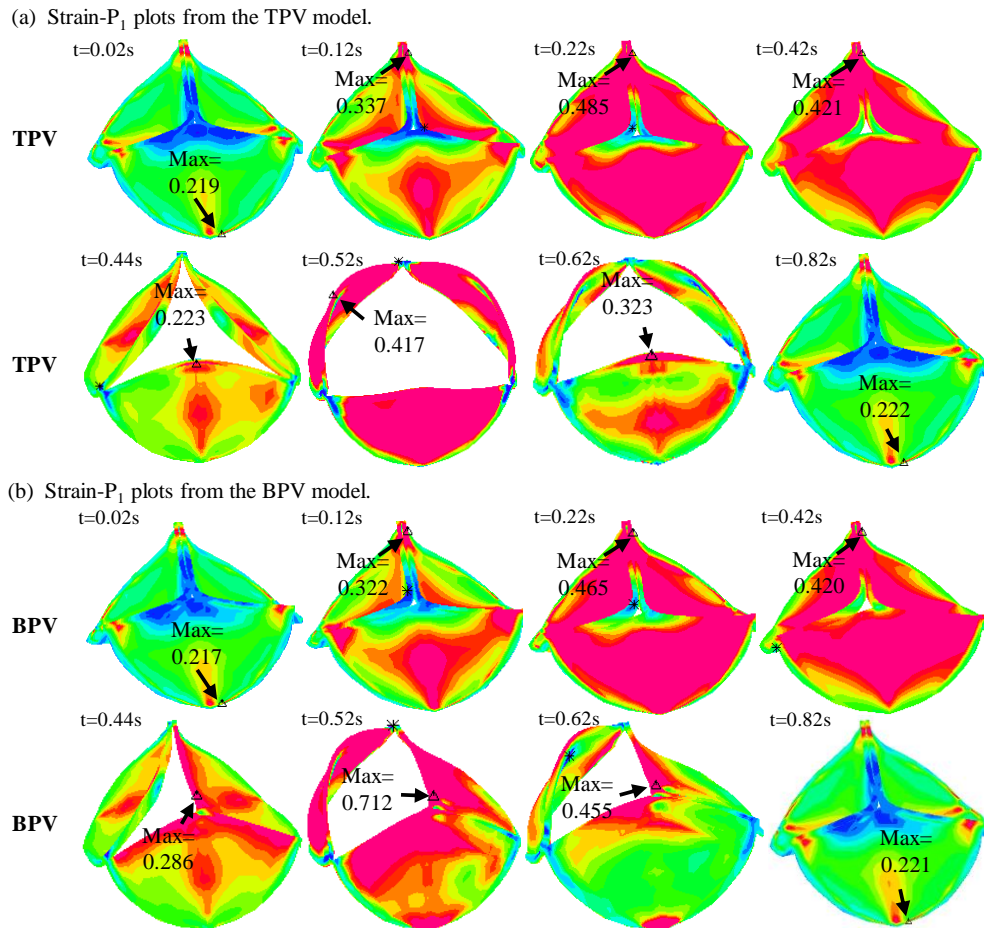 (a) Strain-P₁ plots from the TPV model.
t=0.02s t=0.12s t=0.22s t=0.42s
Max=
0.337
Max=
0.485
Max=
0.421
TPV
Max=
0.219
t=0.44s t=0.52s t=0.62s t=0.82s
Max=
0.223
Max=
0.417
Max=
0.323
TPV
Max=
0.222
(b) Strain-P₁ plots from the BPV model.
t=0.02s t=0.12s t=0.22s t=0.42s
Max=
0.322
Max=
0.465
Max=
0.420
BPV
Max=
0.217
t=0.44s t=0.52s t=0.62s t=0.82s
Max=
0.712
Max=
0.455
BPV
Max=
0.286
Max=
0.221